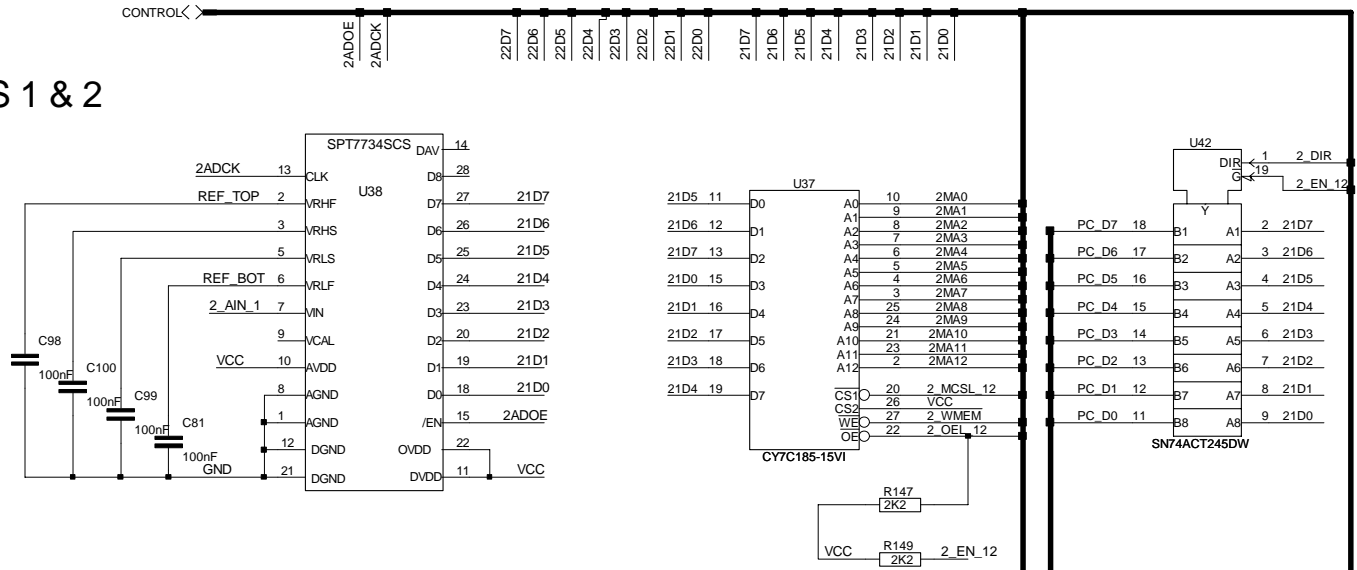 CONTROL
2ADOE
2ADCK
22D7
22D6
22D5
22D4
22D3
22D2
22D1
22D0
21D7
21D6
21D5
21D4
21D3
21D2
21D1
21D0
S 1 & 2
SPT7734SCS
U38
2ADCK 13 CLK
REF_TOP 2 VRHF
3 VRHS
5 VRLS
REF_BOT 6 VRLF
2_AIN_1 7 VIN
9 VCAL
VCC 10 AVDD
8 AGND
1 AGND
12 DGND
GND 21 DGND
DAV 14
D8 28
D7 27 21D7
D6 26 21D6
D5 25 21D5
D4 24 21D4
D3 23 21D3
D2 20 21D2
D1 19 21D1
D0 18 21D0
/EN 15 2ADOE
OVDD 22
DVDD 11 VCC
C98
100nF
C100
100nF
C99
100nF
C81
100nF
U37
21D5 11 D0
21D6 12 D1
21D7 13 D2
21D0 15 D3
21D1 16 D4
21D2 17 D5
21D3 18 D6
21D4 19 D7
A0 10 2MA0
A1 9 2MA1
A2 8 2MA2
A3 7 2MA3
A4 6 2MA4
A5 5 2MA5
A6 4 2MA6
A7 3 2MA7
A8 25 2MA8
A9 24 2MA9
A10 21 2MA10
A11 23 2MA11
A12 2 2MA12
CS1 20 2_MCSL_12
CS2 26 VCC
WE 27 2_WMEM
OE 22 2_OEL_12
CY7C185-15VI
R147
2K2
VCC R149 2_EN_12
2K2
U42
DIR 1 2_DIR
G 19 2_EN_12
Y
PC_D7 18 B1 A1 2 21D7
PC_D6 17 B2 A2 3 21D6
PC_D5 16 B3 A3 4 21D5
PC_D4 15 B4 A4 5 21D4
PC_D3 14 B5 A5 6 21D3
PC_D2 13 B6 A6 7 21D2
PC_D1 12 B7 A7 8 21D1
PC_D0 11 B8 A8 9 21D0
SN74ACT245DW